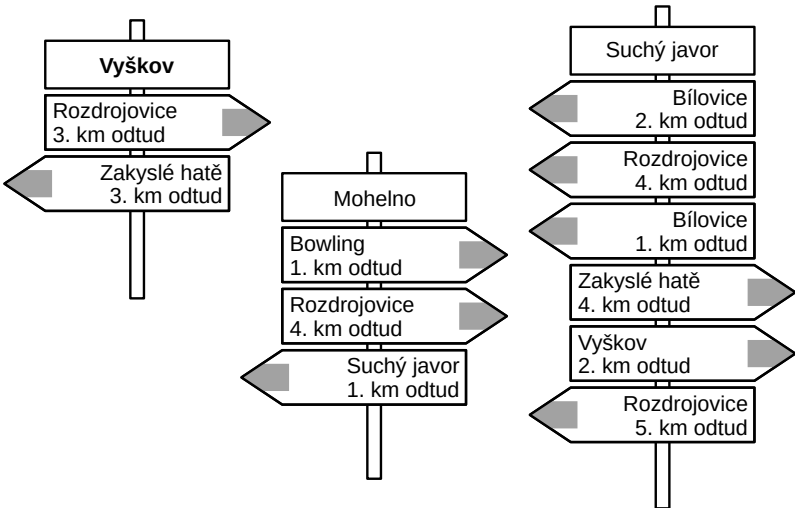 Vyškov
Rozdrojovice
3. km odtud
Zakyslé hatě
3. km odtud
Mohelno
Bowling
1. km odtud
Rozdrojovice
4. km odtud
Suchý javor
1. km odtud
Suchý javor
Bílovice
2. km odtud
Rozdrojovice
4. km odtud
Bílovice
1. km odtud
Zakyslé hatě
4. km odtud
Vyškov
2. km odtud
Rozdrojovice
5. km odtud